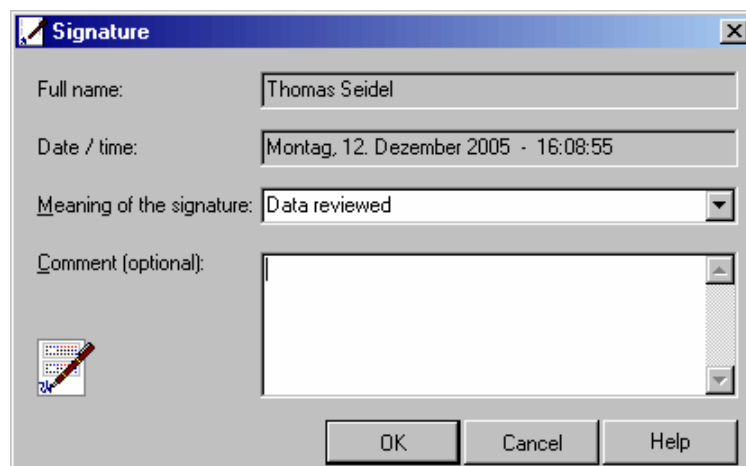 Signature
Full name: Thomas Seidel
Date / time: Montag, 12. Dezember 2005 - 16:08:55
Meaning of the signature: Data reviewed
Comment (optional):
OK Cancel Help